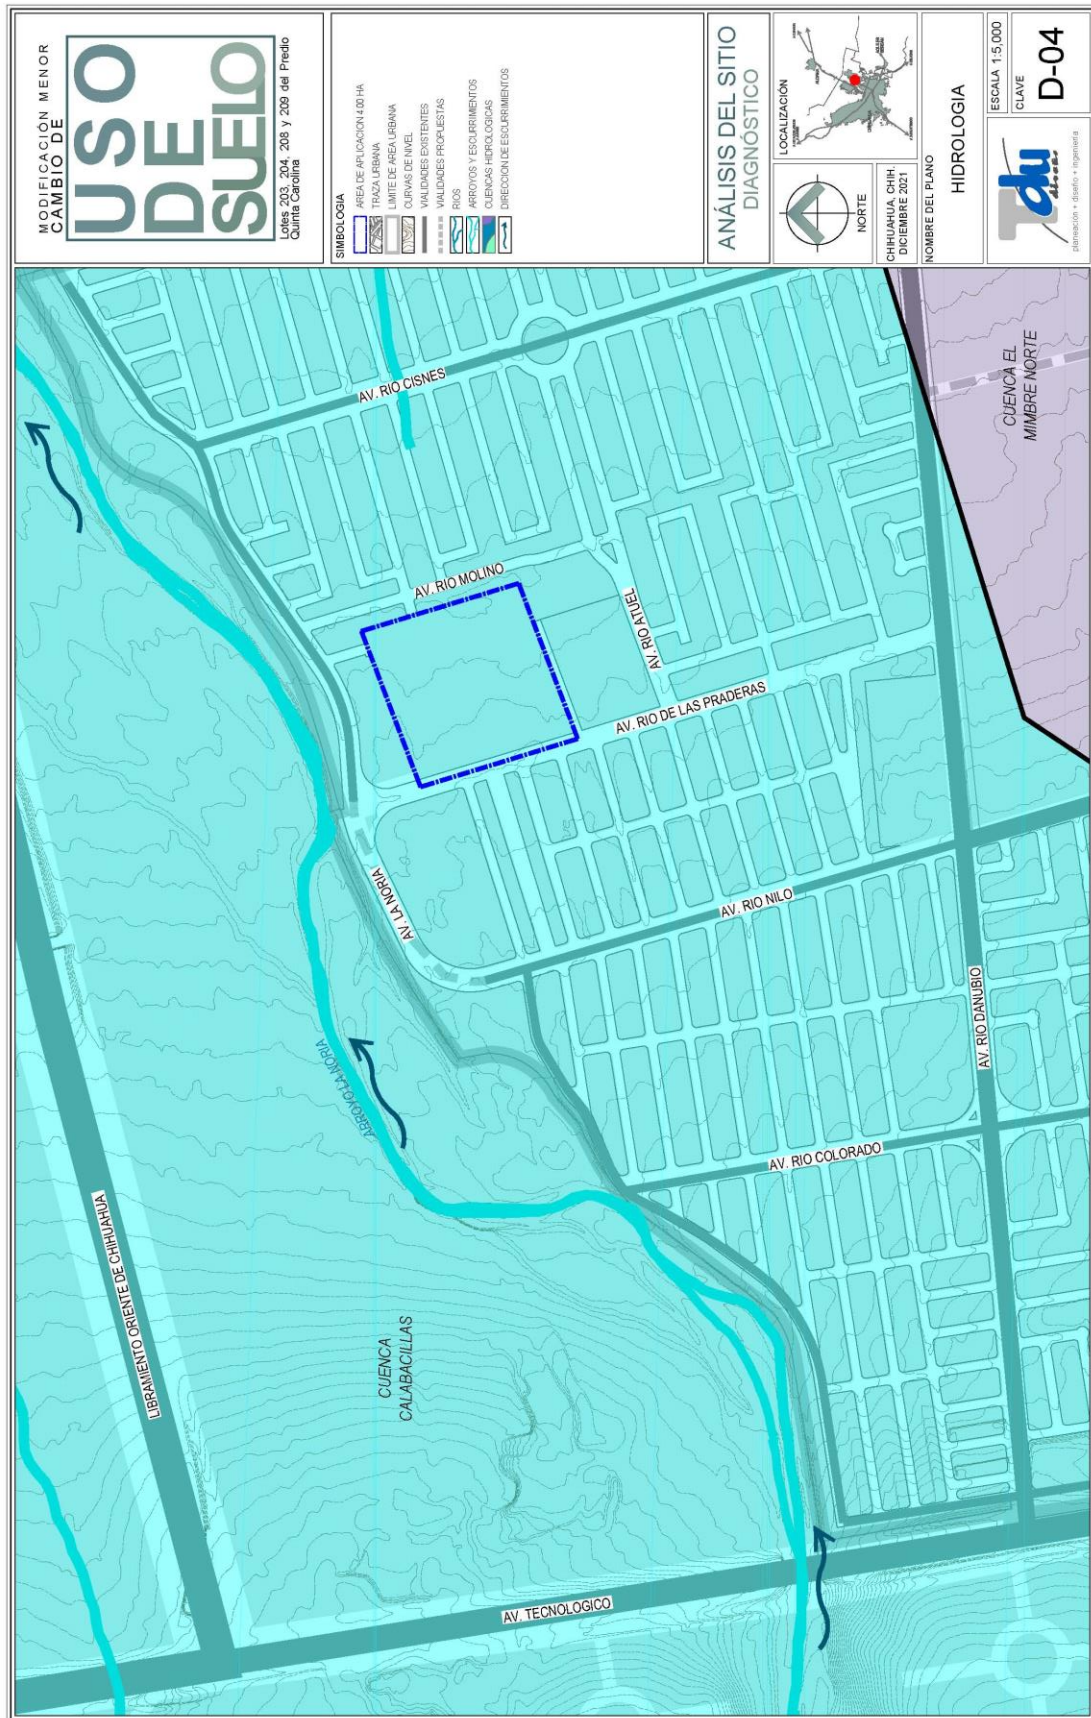 MODIFICACIÓN MENOR
CAMBIO DE
USO
DE
SUELO
Lotes 203, 204, 208 y 209 del Predio
Quinta Carolina
SIMBOLOGIA
AREA DE APLICACION 4.00 HA
TRAZA URBANA
LIMITE DE AREA URBANA
CURVAS DE NIVEL
VIALIDADES EXISTENTES
VIALIDADES PROPUESTAS
RIOS
ARROYOS Y ESCURRIMIENTOS
CUENCAS HIDROLOGICAS
DIRECCION DE ESCURRIMIENTOS
ANÁLISIS DEL SITIO
DIAGNÓSTICO
LOCALIZACIÓN
NORTE
CHIHUAHUA, CHIH.
DICIEMBRE 2021
NOMBRE DEL PLANO
HIDROLOGIA
ESCALA 1:5,000
CLAVE
D-04
du
planeación + diseño + ingeniería
LIBRAMIENTO ORIENTE DE CHIHUAHUA
AV. TECNOLOGICO
CUENCA
CALABACILLAS
ARROYO LA NORIA
AV. LA NORIA
AV. RIO COLORADO
AV. RIO NILO
AV. RIO DANUBIO
AV. RIO DE LAS PRADERAS
AV. RIO ATUEL
AV. RIO MOLINO
AV. RIO CISNES
CUENCA EL
MIMBRE NORTE